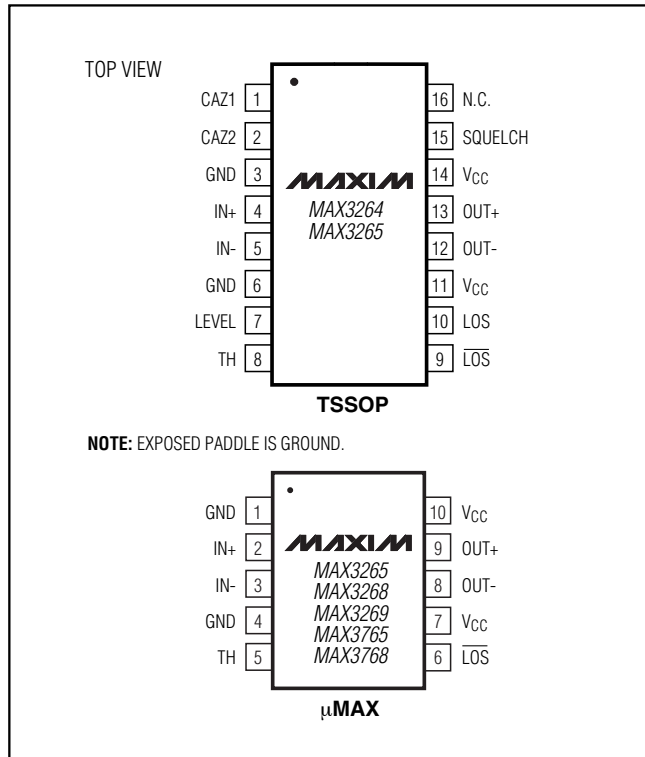 TOP VIEW
CAZ1 1
CAZ2 2
GND 3
IN+ 4
IN- 5
GND 6
LEVEL 7
TH 8
MAXIM
MAX3264
MAX3265
16 N.C.
15 SQUELCH
14 VCC
13 OUT+
12 OUT-
11 VCC
10 LOS
9 L̅O̅S̅
TSSOP
NOTE: EXPOSED PADDLE IS GROUND.
GND 1
IN+ 2
IN- 3
GND 4
TH 5
MAXIM
MAX3265
MAX3268
MAX3269
MAX3765
MAX3768
10 VCC
9 OUT+
8 OUT-
7 VCC
6 L̅O̅S̅
µMAX